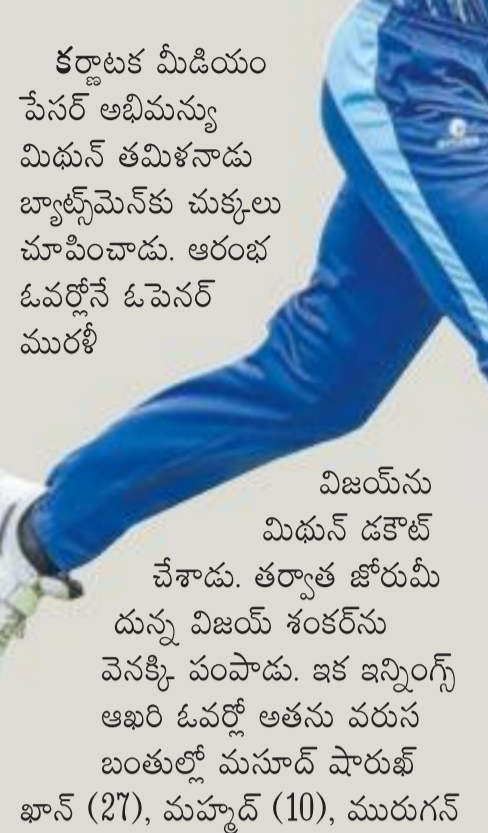 కర్ణాటక మీడియం
పేసర్ అభిమన్యు
మిథున్ తమిళనాడు
బ్యాట్స్‌మెన్‌కు చుక్కలు
చూపించాడు. ఆరంభ
ఓవర్లోనే ఓపెనర్
మురళీ
విజయ్‌ను
మిథున్ డకౌట్
చేశాడు. తర్వాత జోరుమీ
దున్న విజయ్ శంకర్‌ను
వెనక్కి పంపాడు. ఇక ఇన్నింగ్స్
ఆఖరి ఓవర్లో అతను వరుస
బంతుల్లో మసూద్ షారుఖ్
ఖాన్ (27), మహ్మద్ (10), మురుగన్